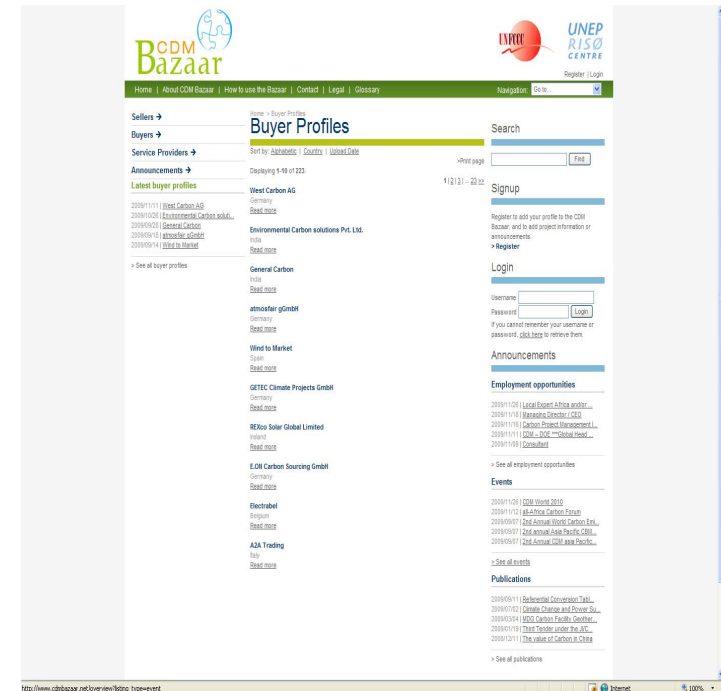 CDM
Bazaar
UNFCCC
UNEP
RISØ
CENTRE
Register | Login
Home | About CDM Bazaar | How to use the Bazaar | Contact | Legal | Glossary
Navigation: Go to...
Sellers →
Buyers →
Service Providers →
Announcements →
Latest buyer profiles
2009/11/11 | West Carbon AG
2009/10/26 | Environmental Carbon soluti...
2009/09/20 | General Carbon
2009/09/15 | atmosfair gGmbH
2009/09/14 | Wind to Market
> See all buyer profiles
Home > Buyer Profiles
Buyer Profiles
Sort by: Alphabetic | Country | Upload Date
>Print page
Displaying 1-10 of 223.
1 | 2 | 3 | ... 23 >>
West Carbon AG
Germany
Read more
Environmental Carbon solutions Pvt. Ltd.
India
Read more
General Carbon
India
Read more
atmosfair gGmbH
Germany
Read more
Wind to Market
Spain
Read more
GETEC Climate Projects GmbH
Germany
Read more
REXco Solar Global Limited
Ireland
Read more
E.ON Carbon Sourcing GmbH
Germany
Read more
Electrabel
Belgium
Read more
A2A Trading
Italy
Read more
Search
Find
Signup
Register to add your profile to the CDM
Bazaar, and to add project information or
announcements.
> Register
Login
Username
Password
Login
If you cannot remember your username or
password, click here to retrieve them.
Announcements
Employment opportunities
2009/11/26 | Local Expert Africa and/or ...
2009/11/18 | Managing Director / CEO
2009/11/16 | Carbon Project Management I...
2009/11/11 | CDM – DOE ***Global Head ...
2009/11/09 | Consultant
> See all employment opportunities
Events
2009/11/26 | CDM World 2010
2009/11/12 | all-Africa Carbon Forum
2009/09/07 | 2nd Annual World Carbon Emi...
2009/09/07 | 2nd annual Asia Pacific CBM...
2009/09/07 | 2nd Annual CDM asia Pacific...
> See all events
Publications
2009/09/11 | Referential Conversion Tabl...
2009/07/02 | Climate Change and Power Su...
2009/03/04 | MDG Carbon Facility Geother...
2009/01/19 | Third Tender under the JI/C...
2008/12/11 | The value of Carbon in China
> See all publications
http://www.cdmbazaar.net/overview?listing_type=event
Internet
100%